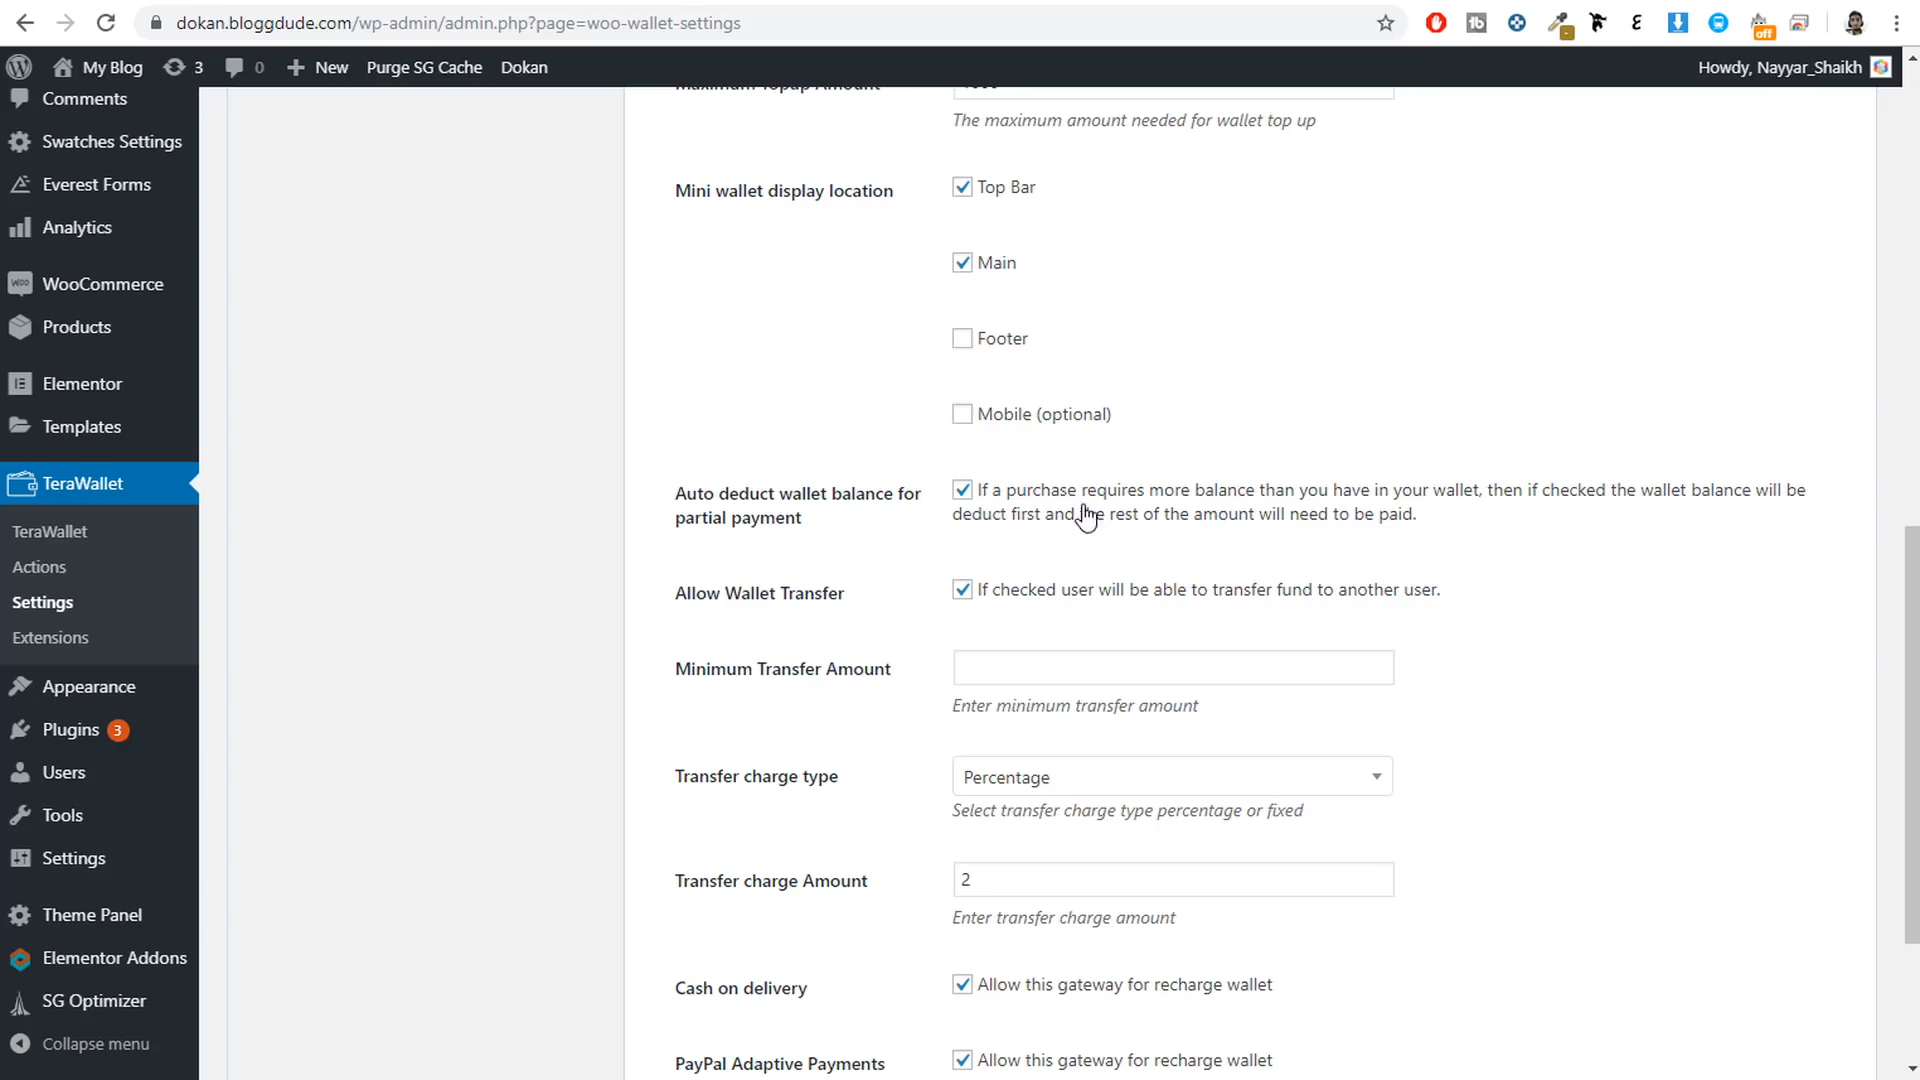 dokan.bloggdude.com/wp-admin/admin.php?page=woo-wallet-settings
off
My Blog 3 0 New Purge SG Cache Dokan Howdy, Nayyar_Shaikh
Comments
Swatches Settings
Everest Forms
Analytics
WooCommerce
Products
Elementor
Templates
TeraWallet
TeraWallet
Actions
Settings
Extensions
Appearance
Plugins 3
Users
Tools
Settings
Theme Panel
Elementor Addons
SG Optimizer
Collapse menu
Maximum Topup Amount
The maximum amount needed for wallet top up
Mini wallet display location
Top Bar
Main
Footer
Mobile (optional)
Auto deduct wallet balance for
partial payment
If a purchase requires more balance than you have in your wallet, then if checked the wallet balance will be
deduct first and the rest of the amount will need to be paid.
Allow Wallet Transfer
If checked user will be able to transfer fund to another user.
Minimum Transfer Amount
Enter minimum transfer amount
Transfer charge type
Percentage
Select transfer charge type percentage or fixed
Transfer charge Amount
2
Enter transfer charge amount
Cash on delivery
Allow this gateway for recharge wallet
PayPal Adaptive Payments
Allow this gateway for recharge wallet